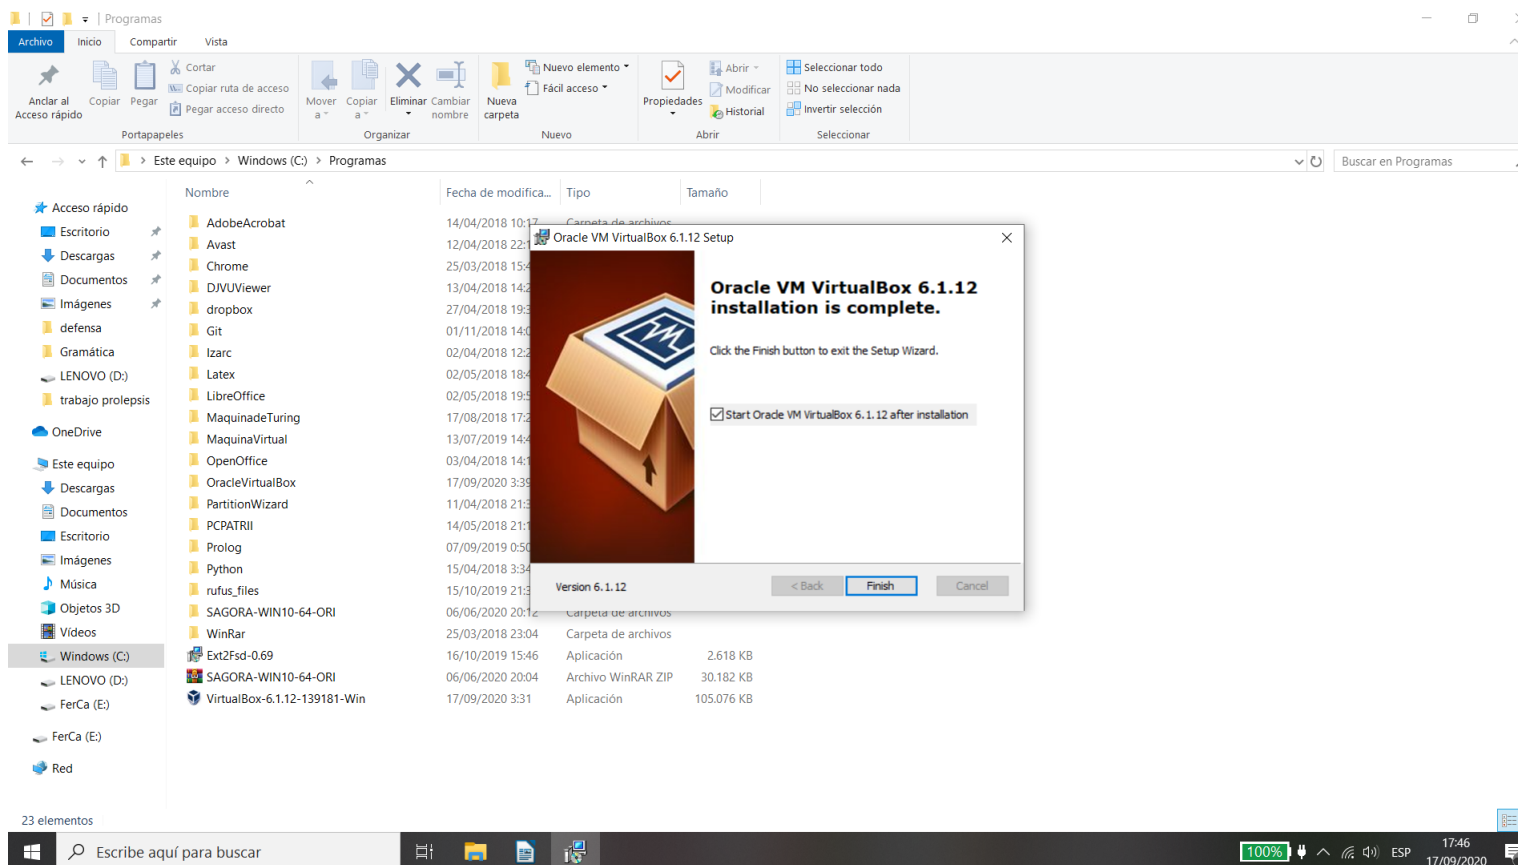 Programas
Archivo Inicio Compartir Vista
Anclar al Acceso rápido
Copiar
Pegar
Cortar
Copiar ruta de acceso
Pegar acceso directo
Portapapeles
Mover a
Copiar a
Eliminar
Cambiar nombre
Organizar
Nueva carpeta
Nuevo elemento
Fácil acceso
Nuevo
Propiedades
Abrir
Modificar
Historial
Abrir
Seleccionar todo
No seleccionar nada
Invertir selección
Seleccionar
Este equipo > Windows (C:) > Programas
Buscar en Programas
Acceso rápido
Escritorio
Descargas
Documentos
Imágenes
defensa
Gramática
LENOVO (D:)
trabajo prolepsis
OneDrive
Este equipo
Descargas
Documentos
Escritorio
Imágenes
Música
Objetos 3D
Vídeos
Windows (C:)
LENOVO (D:)
FerCa (E:)
FerCa (E:)
Red
Nombre Fecha de modifica... Tipo Tamaño
AdobeAcrobat 14/04/2018 10:17 Carpeta de archivos
Avast 12/04/2018
Chrome 25/03/2018
DJVUViewer 13/04/2018
dropbox 27/04/2018
Git 01/11/2018
Izarc 02/04/2018
Latex 02/05/2018
LibreOffice 02/05/2018
MaquinadeTuring 17/08/2018
MaquinaVirtual 13/07/2019
OpenOffice 03/04/2018
OracleVirtualBox 17/09/2020 3:39
PartitionWizard 11/04/2018
PCPATRII 14/05/2018
Prolog 07/09/2019 0:50
Python 15/04/2018 3:34
rufus_files 15/10/2019
SAGORA-WIN10-64-ORI 06/06/2020 20:12 Carpeta de archivos
WinRar 25/03/2018 23:04 Carpeta de archivos
Ext2Fsd-0.69 16/10/2019 15:46 Aplicación 2.618 KB
SAGORA-WIN10-64-ORI 06/06/2020 20:04 Archivo WinRAR ZIP 30.182 KB
VirtualBox-6.1.12-139181-Win 17/09/2020 3:31 Aplicación 105.076 KB
Oracle VM VirtualBox 6.1.12 Setup
Oracle VM VirtualBox 6.1.12
installation is complete.
Click the Finish button to exit the Setup Wizard.
Start Oracle VM VirtualBox 6.1.12 after installation
Version 6.1.12
< Back Finish Cancel
23 elementos
Escribe aquí para buscar
100%
ESP
17:46
17/09/2020